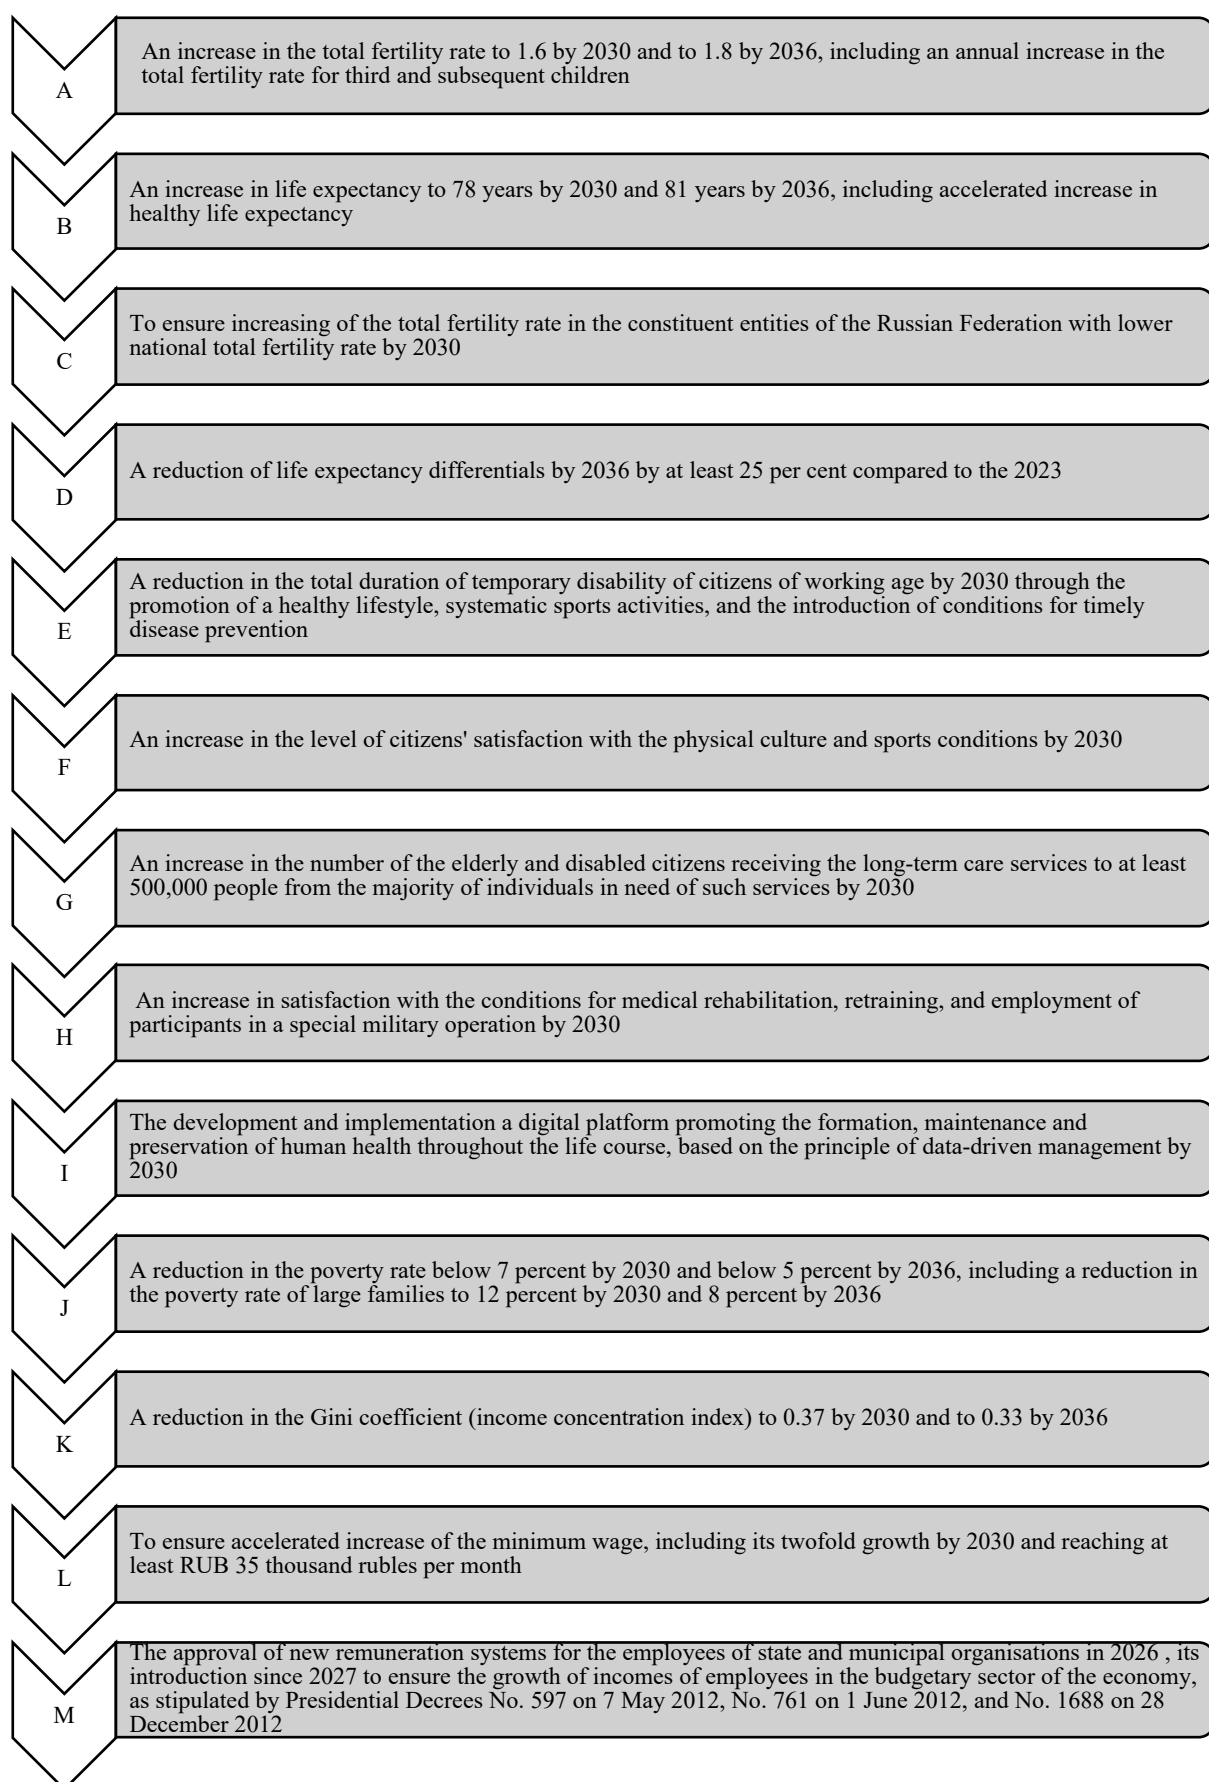 An increase in the total fertility rate to 1.6 by 2030 and to 1.8 by 2036, including an annual increase in the
total fertility rate for third and subsequent children
A
An increase in life expectancy to 78 years by 2030 and 81 years by 2036, including accelerated increase in
healthy life expectancy
B
To ensure increasing of the total fertility rate in the constituent entities of the Russian Federation with lower
national total fertility rate by 2030
C
A reduction of life expectancy differentials by 2036 by at least 25 per cent compared to the 2023
D
A reduction in the total duration of temporary disability of citizens of working age by 2030 through the
promotion of a healthy lifestyle, systematic sports activities, and the introduction of conditions for timely
disease prevention
E
An increase in the level of citizens' satisfaction with the physical culture and sports conditions by 2030
F
An increase in the number of the elderly and disabled citizens receiving the long-term care services to at least
500,000 people from the majority of individuals in need of such services by 2030
G
An increase in satisfaction with the conditions for medical rehabilitation, retraining, and employment of
participants in a special military operation by 2030
H
The development and implementation a digital platform promoting the formation, maintenance and
preservation of human health throughout the life course, based on the principle of data-driven management by
2030
I
A reduction in the poverty rate below 7 percent by 2030 and below 5 percent by 2036, including a reduction in
the poverty rate of large families to 12 percent by 2030 and 8 percent by 2036
J
A reduction in the Gini coefficient (income concentration index) to 0.37 by 2030 and to 0.33 by 2036
K
To ensure accelerated increase of the minimum wage, including its twofold growth by 2030 and reaching at
least RUB 35 thousand rubles per month
L
The approval of new remuneration systems for the employees of state and municipal organisations in 2026 , its
introduction since 2027 to ensure the growth of incomes of employees in the budgetary sector of the economy,
as stipulated by Presidential Decrees No. 597 on 7 May 2012, No. 761 on 1 June 2012, and No. 1688 on 28
December 2012
M